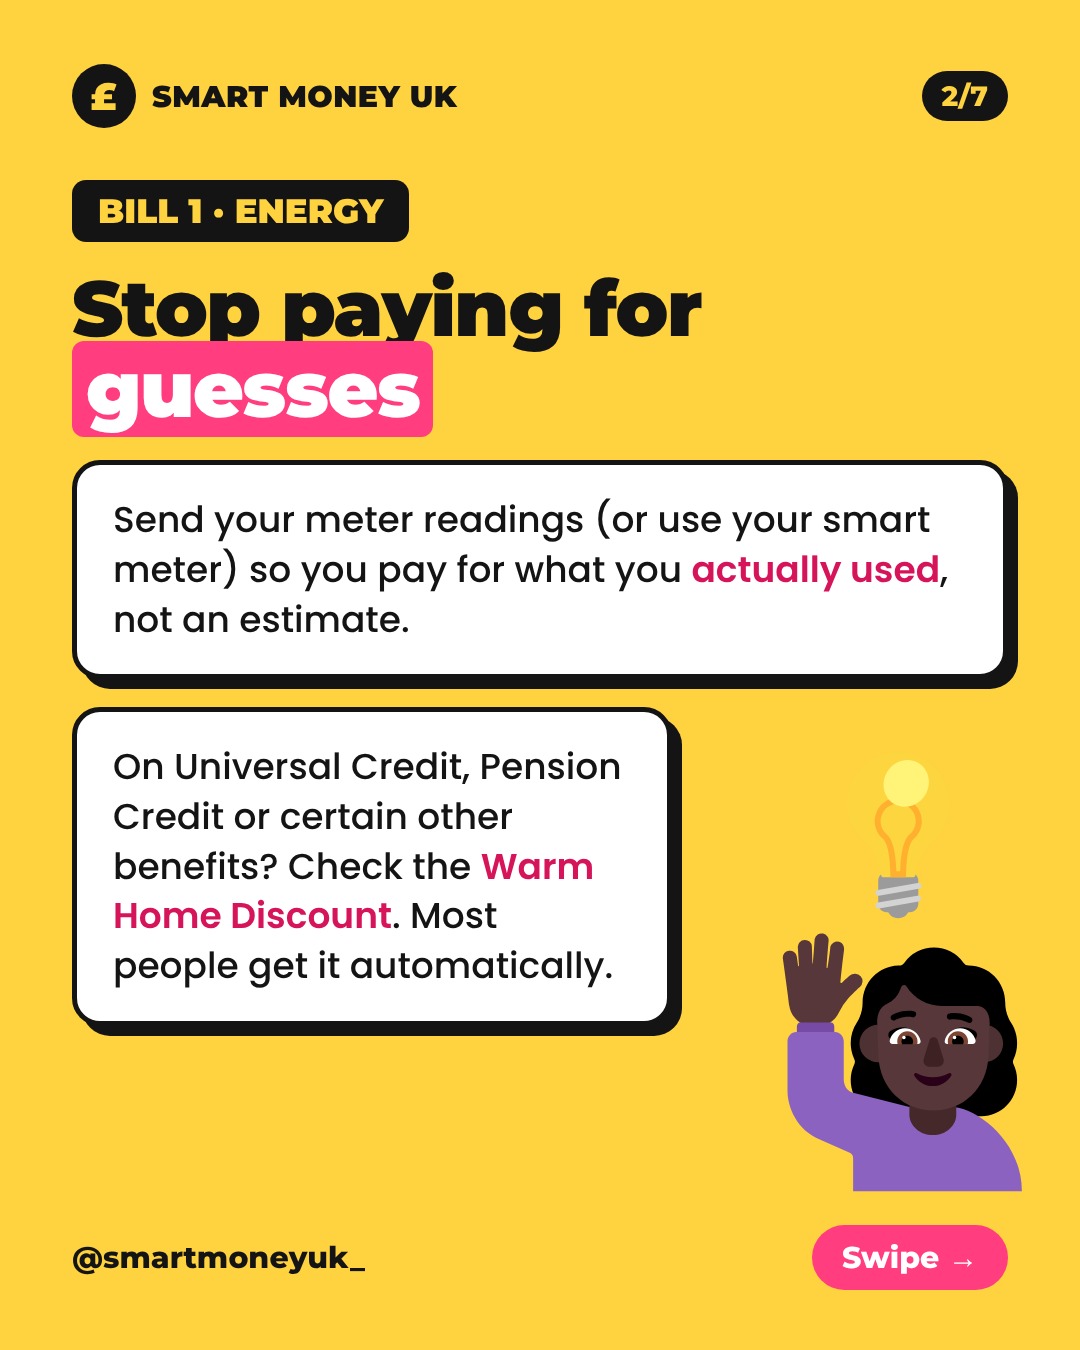 £ SMART MONEY UK
2/7
BILL 1 • ENERGY
Stop paying for
guesses
Send your meter readings (or use your smart
meter) so you pay for what you actually used,
not an estimate.
On Universal Credit, Pension
Credit or certain other
benefits? Check the Warm
Home Discount. Most
people get it automatically.
@smartmoneyuk_
Swipe →